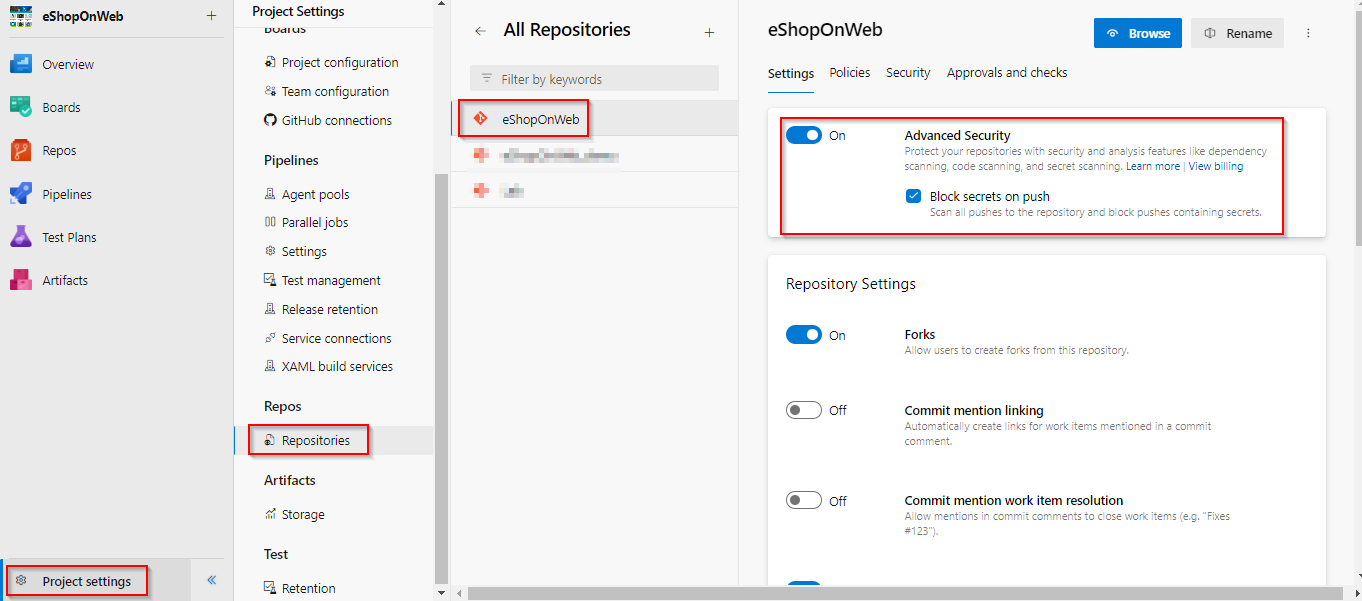 eShopOnWeb
Overview
Boards
Repos
Pipelines
Test Plans
Artifacts
Project settings
Project Settings
Boards
Project configuration
Team configuration
GitHub connections
Pipelines
Agent pools
Parallel jobs
Settings
Test management
Release retention
Service connections
XAML build services
Repos
Repositories
Artifacts
Storage
Test
Retention
All Repositories
Filter by keywords
eShopOnWeb
eShopOnWeb
Browse
Rename
Settings Policies Security Approvals and checks
On
Advanced Security
Protect your repositories with security and analysis features like dependency
scanning, code scanning, and secret scanning. Learn more | View billing
Block secrets on push
Scan all pushes to the repository and block pushes containing secrets.
Repository Settings
On
Forks
Allow users to create forks from this repository.
Off
Commit mention linking
Automatically create links for work items mentioned in a commit
comment.
Off
Commit mention work item resolution
Allow mentions in commit comments to close work items (e.g. "Fixes
#123").